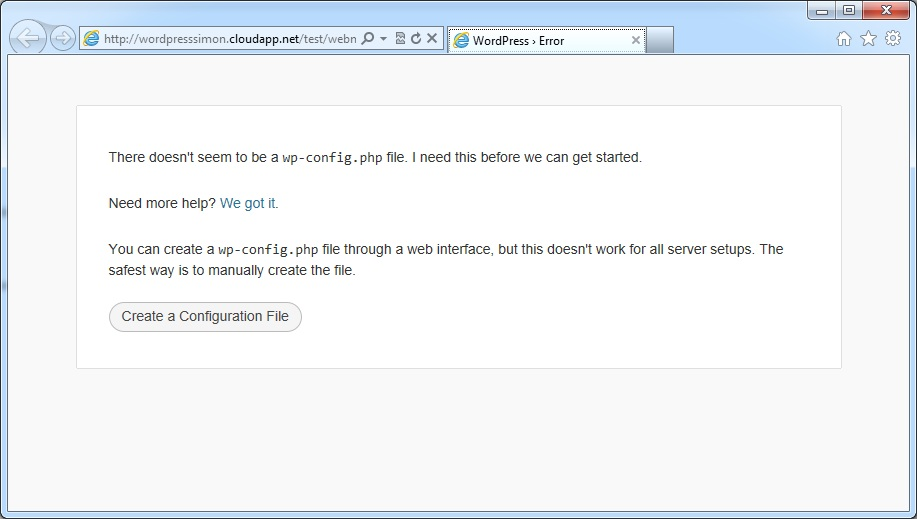 http://wordpresssimon.cloudapp.net/test/webn
WordPress › Error
There doesn't seem to be a wp-config.php file. I need this before we can get started.
Need more help? We got it.
You can create a wp-config.php file through a web interface, but this doesn't work for all server setups. The
safest way is to manually create the file.
Create a Configuration File